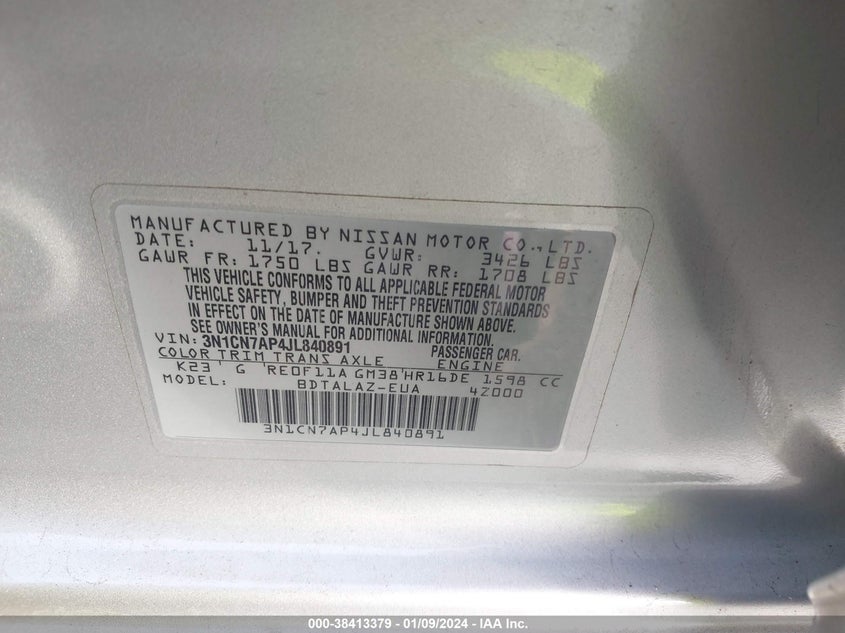 MANUFACTURED BY NISSAN MOTOR CO.,LTD.
DATE: 11/17. GVWR: 3426 LBS
GAWR FR: 1750 LBS GAWR RR: 1708 LBS
THIS VEHICLE CONFORMS TO ALL APPLICABLE FEDERAL MOTOR
VEHICLE SAFETY, BUMPER AND THEFT PREVENTION STANDARDS
IN EFFECT ON THE DATE OF MANUFACTURE SHOWN ABOVE.
SEE OWNER'S MANUAL FOR ADDITIONAL INFORMATION.
VIN: 3N1CN7AP4JL840891 PASSENGER CAR.
COLOR TRIM TRANS AXLE ENGINE
K23' G 'RE0F11A GM38'HR16DE 1598 CC
MODEL: BDTALAZ-EUA 42000
3N1CN7AP4JL840891
000-38413379 - 01/09/2024 - IAA Inc.